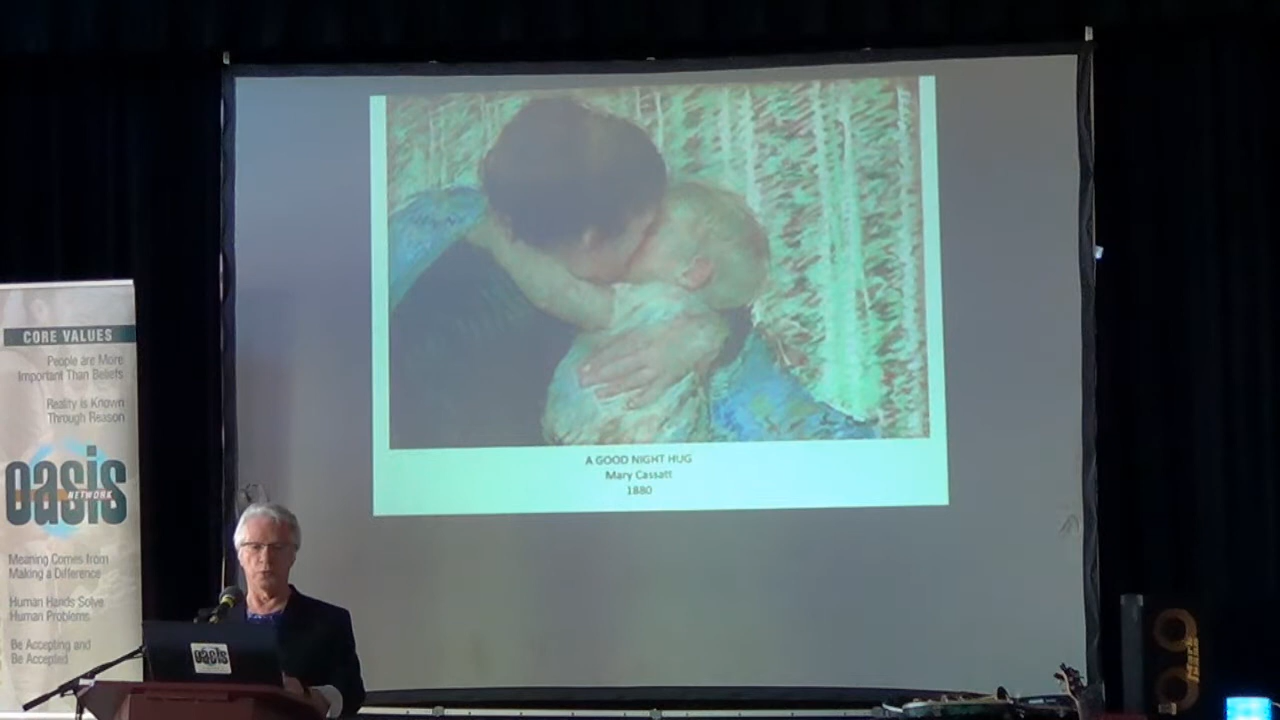 CORE VALUES
People are More
Important Than Beliefs
Reality is Known
Through Reason
oasis
NETWORK
Meaning Comes from
Making a Difference
Human Hands Solve
Human Problems
Be Accepting and
Be Accepted
oasis
A GOOD NIGHT HUG
Mary Cassatt
1880